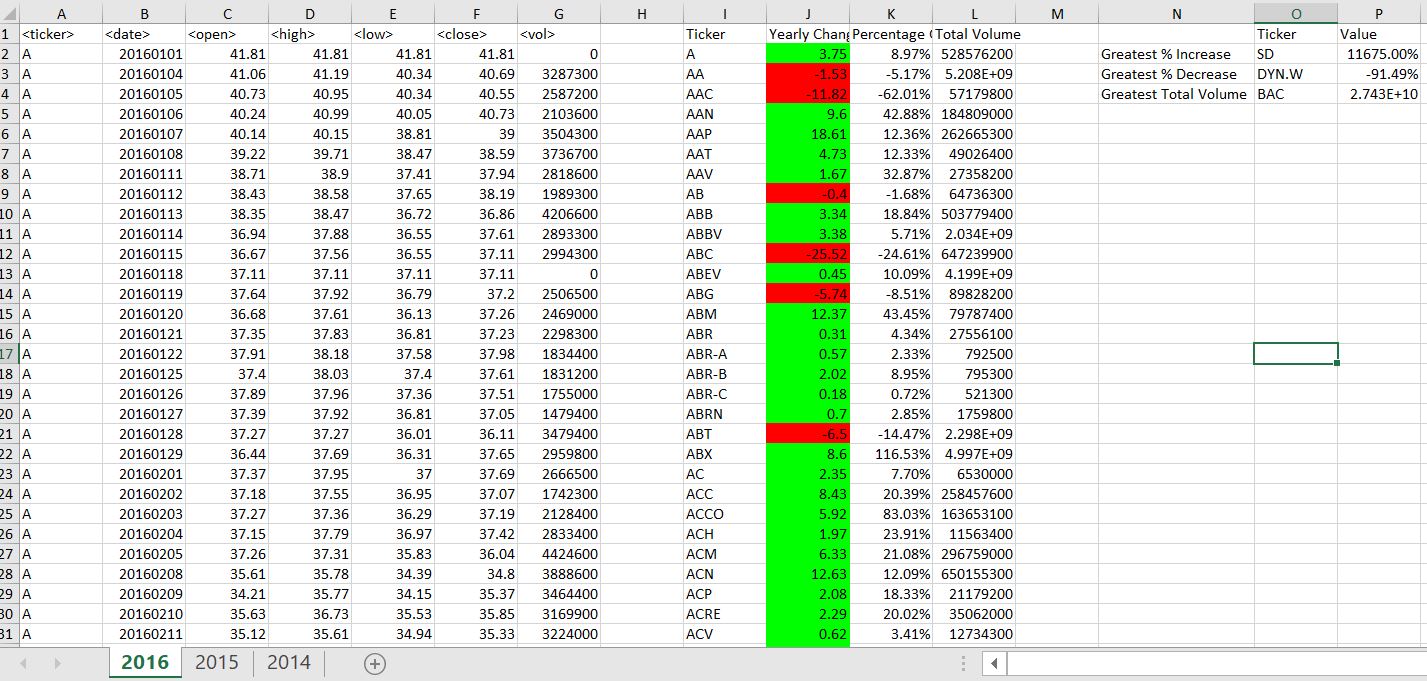 A B C D E F G H I J K L M N O P
1 <ticker> <date> <open> <high> <low> <close> <vol> Ticker Yearly Chang Percentage Total Volume Ticker Value
2 A 20160101 41.81 41.81 41.81 41.81 0 A 3.75 8.97% 528576200 Greatest % Increase SD 11675.00%
3 A 20160104 41.06 41.19 40.34 40.69 3287300 AA -1.53 -5.17% 5.208E+09 Greatest % Decrease DYN.W -91.49%
4 A 20160105 40.73 40.95 40.34 40.55 2587200 AAC -11.82 -62.01% 57179800 Greatest Total Volume BAC 2.743E+10
5 A 20160106 40.24 40.99 40.05 40.73 2103600 AAN 9.6 42.88% 184809000
6 A 20160107 40.14 40.15 38.81 39 3504300 AAP 18.61 12.36% 262665300
7 A 20160108 39.22 39.71 38.47 38.59 3736700 AAT 4.73 12.33% 49026400
8 A 20160111 38.71 38.9 37.41 37.94 2818600 AAV 1.67 32.87% 27358200
9 A 20160112 38.43 38.58 37.65 38.19 1989300 AB -0.4 -1.68% 64736300
10 A 20160113 38.35 38.47 36.72 36.86 4206600 ABB 3.34 18.84% 503779400
11 A 20160114 36.94 37.88 36.55 37.61 2893300 ABBV 3.38 5.71% 2.034E+09
12 A 20160115 36.67 37.56 36.55 37.11 2994300 ABC -25.52 -24.61% 647239900
13 A 20160118 37.11 37.11 37.11 37.11 0 ABEV 0.45 10.09% 4.199E+09
14 A 20160119 37.64 37.92 36.79 37.2 2506500 ABG -5.74 -8.51% 89828200
15 A 20160120 36.68 37.61 36.13 37.26 2469000 ABM 12.37 43.45% 79787400
16 A 20160121 37.35 37.83 36.81 37.23 2298300 ABR 0.31 4.34% 27556100
17 A 20160122 37.91 38.18 37.58 37.98 1834400 ABR-A 0.57 2.33% 792500
18 A 20160125 37.4 38.03 37.4 37.61 1831200 ABR-B 2.02 8.95% 795300
19 A 20160126 37.89 37.96 37.36 37.51 1755000 ABR-C 0.18 0.72% 521300
20 A 20160127 37.39 37.92 36.81 37.05 1479400 ABRN 0.7 2.85% 1759800
21 A 20160128 37.27 37.27 36.01 36.11 3479400 ABT -6.5 -14.47% 2.298E+09
22 A 20160129 36.44 37.69 36.31 37.65 2959800 ABX 8.6 116.53% 4.997E+09
23 A 20160201 37.37 37.95 37 37.69 2666500 AC 2.35 7.70% 6530000
24 A 20160202 37.18 37.55 36.95 37.07 1742300 ACC 8.43 20.39% 258457600
25 A 20160203 37.27 37.36 36.29 37.19 2128400 ACCO 5.92 83.03% 163653100
26 A 20160204 37.15 37.79 36.97 37.42 2833400 ACH 1.97 23.91% 11563400
27 A 20160205 37.26 37.31 35.83 36.04 4424600 ACM 6.33 21.08% 296759000
28 A 20160208 35.61 35.78 34.39 34.8 3888600 ACN 12.63 12.09% 650155300
29 A 20160209 34.21 35.77 34.15 35.37 3464400 ACP 2.08 18.33% 21179200
30 A 20160210 35.63 36.73 35.53 35.85 3169900 ACRE 2.29 20.02% 35062000
31 A 20160211 35.12 35.61 34.94 35.33 3224000 ACV 0.62 3.41% 12734300
2016 2015 2014